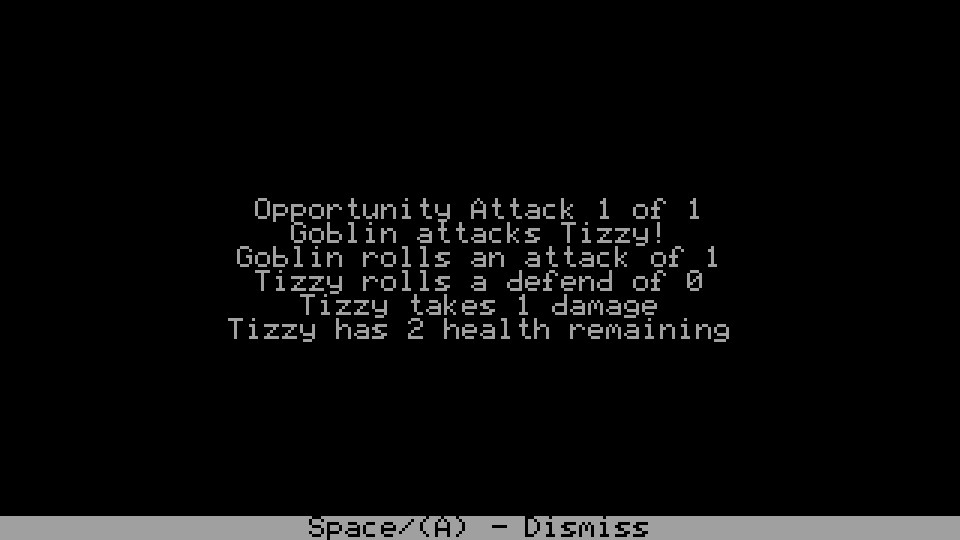 Opportunity Attack 1 of 1
Goblin attacks Tizzy!
Goblin rolls an attack of 1
Tizzy rolls a defend of 0
Tizzy takes 1 damage
Tizzy has 2 health remaining
Space/(A) - Dismiss